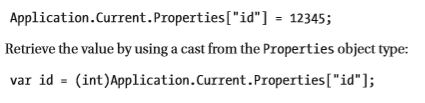 Application.Current.Properties["id"] = 12345;
Retrieve the value by using a cast from the Properties object type:
var id = (int)Application.Current.Properties["id"];